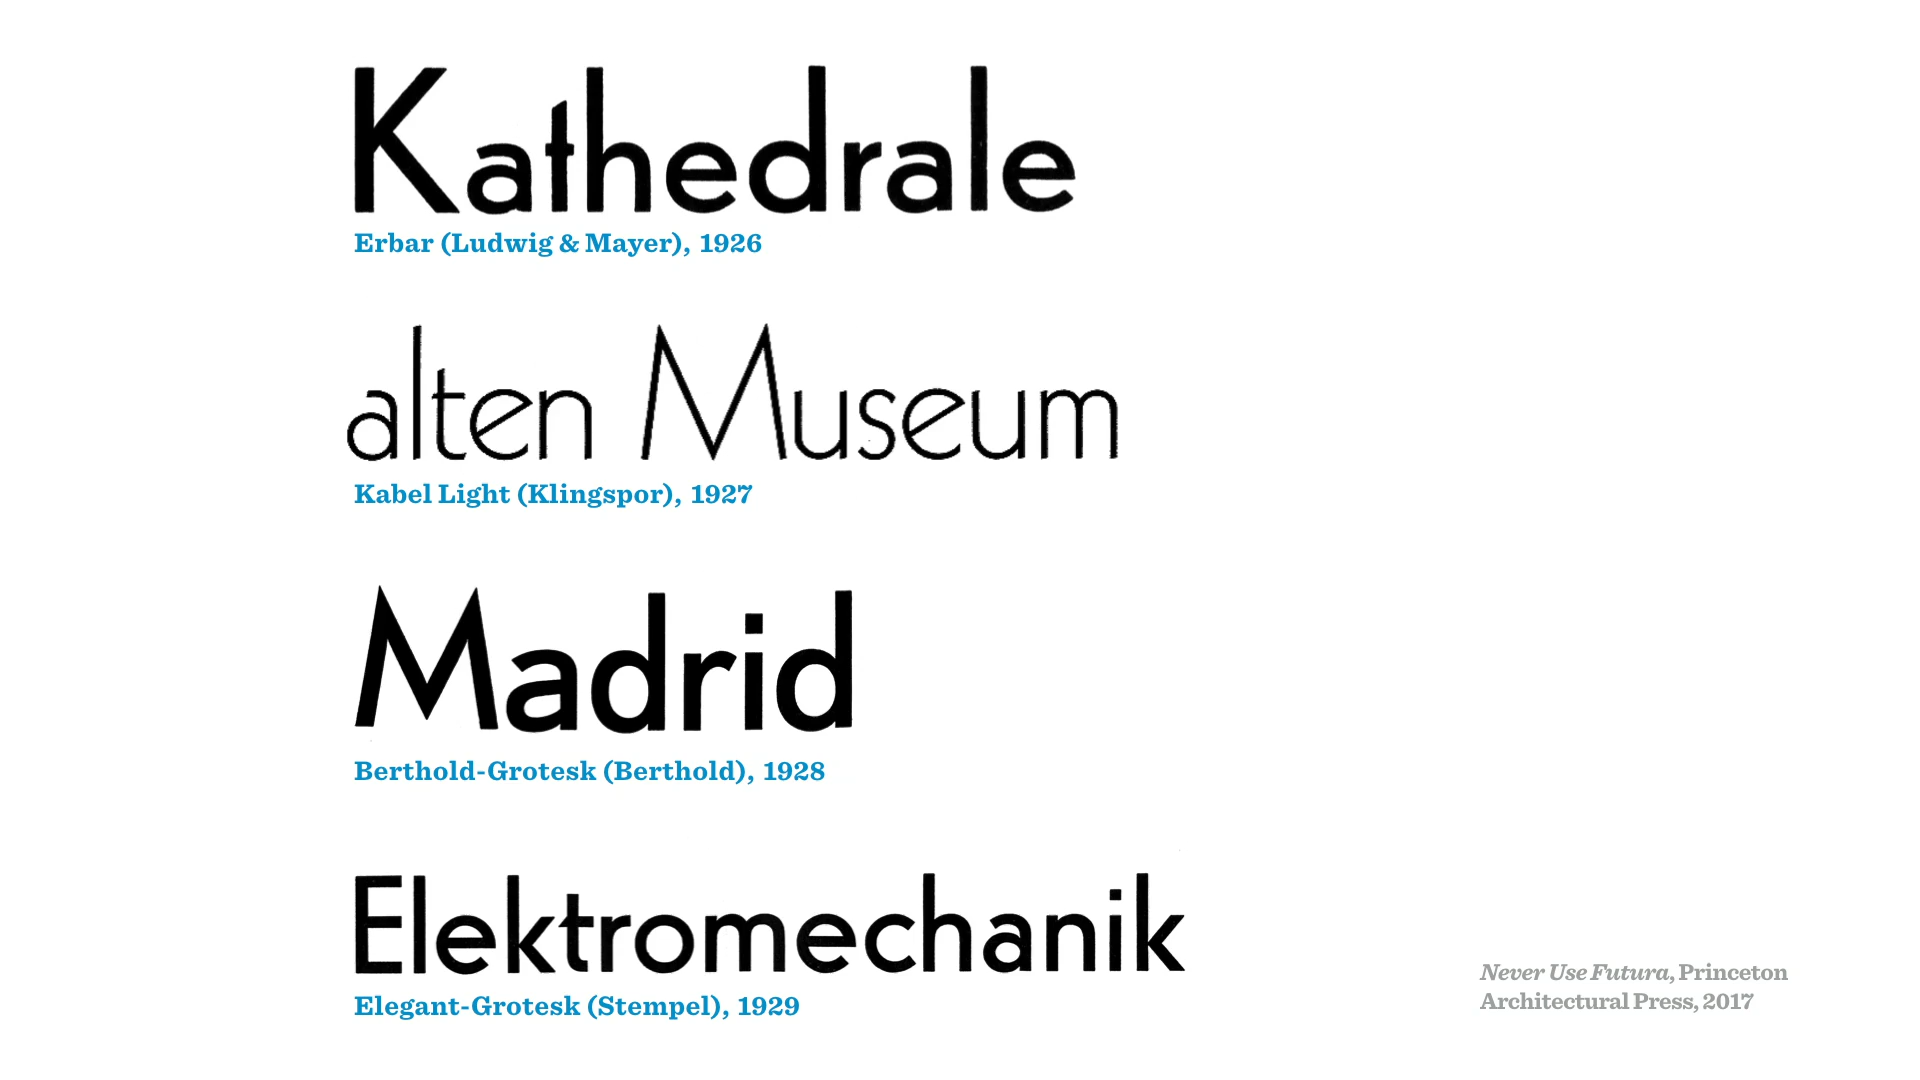 Kathedrale
Erbar (Ludwig & Mayer), 1926
alten Museum
Kabel Light (Klingspor), 1927
Madrid
Berthold-Grotesk (Berthold), 1928
Elektromechanik
Elegant-Grotesk (Stempel), 1929
Never Use Futura, Princeton
Architectural Press, 2017